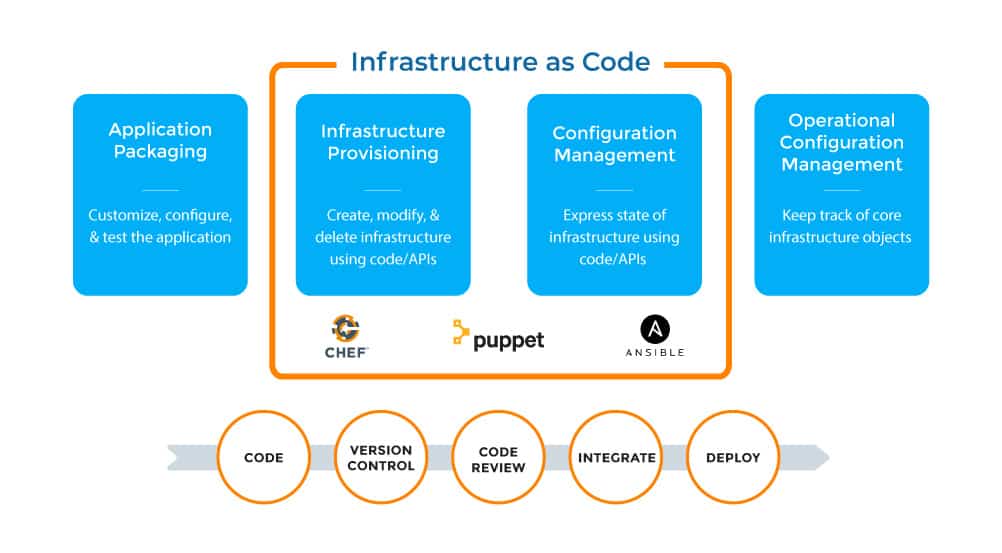 Infrastructure as Code
Application
Packaging
Customize, configure,
& test the application
Infrastructure
Provisioning
Create, modify, &
delete infrastructure
using code/APIs
Configuration
Management
Express state of
infrastructure using
code/APIs
Operational
Configuration
Management
Keep track of core
infrastructure objects
CHEF™
puppet
ANSIBLE
CODE
VERSION
CONTROL
CODE
REVIEW
INTEGRATE
DEPLOY